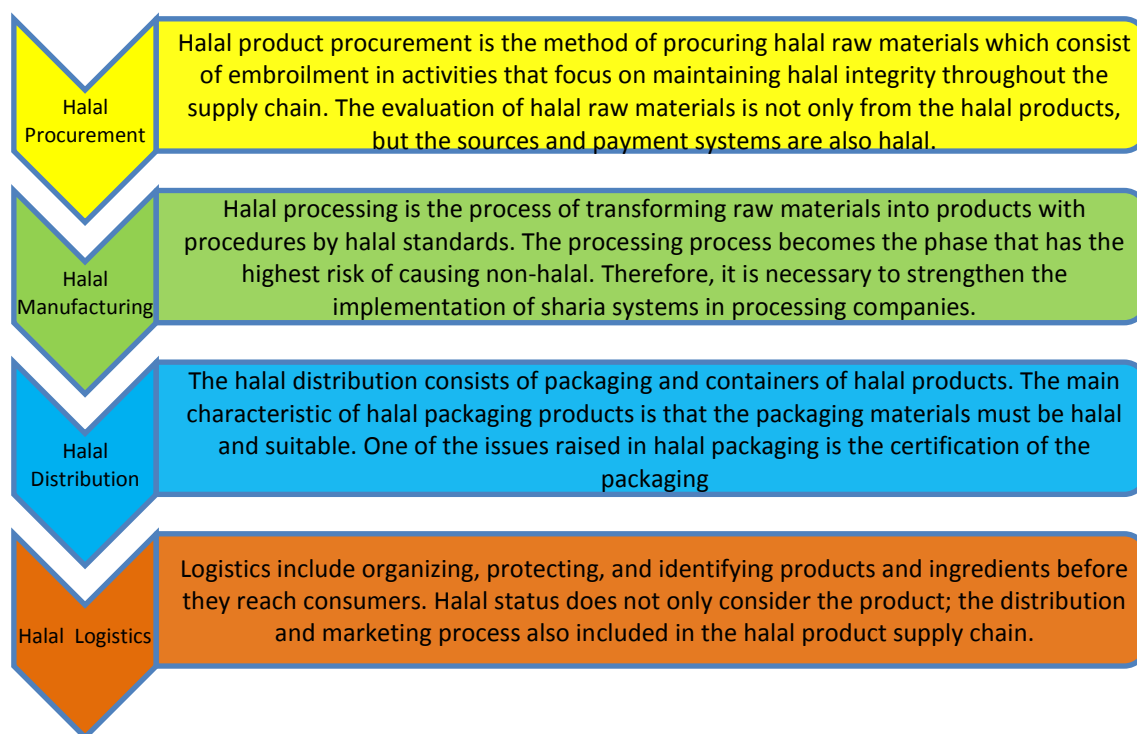 Halal
Procurement
Halal product procurement is the method of procuring halal raw materials which consist
of embroilment in activities that focus on maintaining halal integrity throughout the
supply chain. The evaluation of halal raw materials is not only from the halal products,
but the sources and payment systems are also halal.
Halal
Manufacturing
Halal processing is the process of transforming raw materials into products with
procedures by halal standards. The processing process becomes the phase that has the
highest risk of causing non-halal. Therefore, it is necessary to strengthen the
implementation of sharia systems in processing companies.
Halal
Distribution
The halal distribution consists of packaging and containers of halal products. The main
characteristic of halal packaging products is that the packaging materials must be halal
and suitable. One of the issues raised in halal packaging is the certification of the
packaging
Halal Logistics
Logistics include organizing, protecting, and identifying products and ingredients before
they reach consumers. Halal status does not only consider the product; the distribution
and marketing process also included in the halal product supply chain.